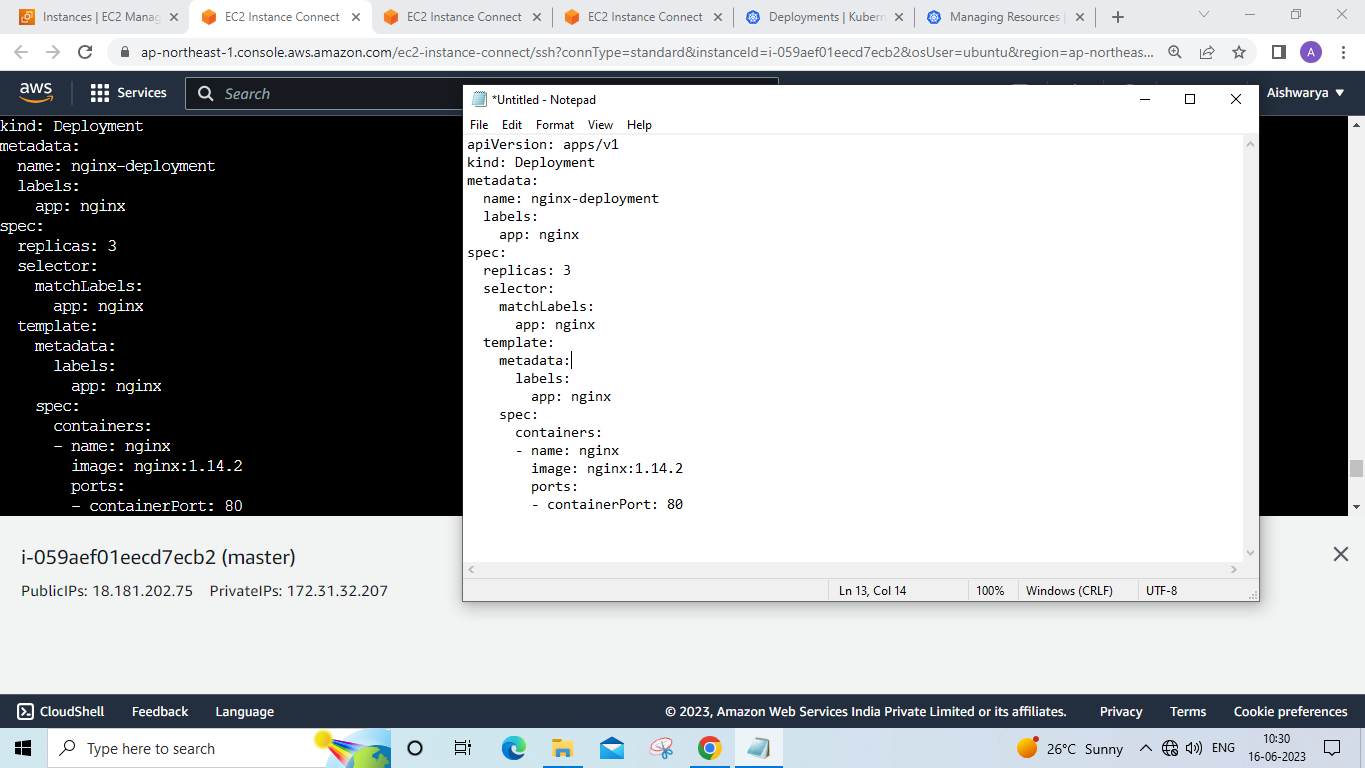 Instances | EC2 Manag
EC2 Instance Connect
EC2 Instance Connect
EC2 Instance Connect
Deployments | Kubern
Managing Resources |
ap-northeast-1.console.aws.amazon.com/ec2-instance-connect/ssh?connType=standard&instanceId=i-059aef01eecd7ecb2&osUser=ubuntu&region=ap-northeas...
A
aws
Services
Search
Aishwarya
kind: Deployment
metadata:
  name: nginx-deployment
  labels:
    app: nginx
spec:
  replicas: 3
  selector:
    matchLabels:
      app: nginx
  template:
    metadata:
      labels:
        app: nginx
    spec:
      containers:
      - name: nginx
        image: nginx:1.14.2
        ports:
        - containerPort: 80
*Untitled - Notepad
File Edit Format View Help
apiVersion: apps/v1
kind: Deployment
metadata:
  name: nginx-deployment
  labels:
    app: nginx
spec:
  replicas: 3
  selector:
    matchLabels:
      app: nginx
  template:
    metadata:
      labels:
        app: nginx
    spec:
      containers:
      - name: nginx
        image: nginx:1.14.2
        ports:
        - containerPort: 80
Ln 13, Col 14 100% Windows (CRLF) UTF-8
i-059aef01eecd7ecb2 (master)
PublicIPs: 18.181.202.75 PrivateIPs: 172.31.32.207
CloudShell Feedback Language © 2023, Amazon Web Services India Private Limited or its affiliates. Privacy Terms Cookie preferences
Type here to search
26°C Sunny
ENG
10:30
16-06-2023